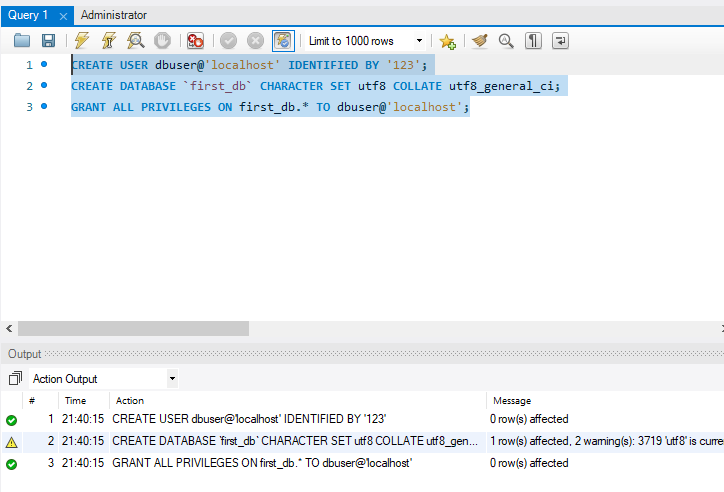 Query 1 × Administrator
Limit to 1000 rows
1 CREATE USER dbuser@'localhost' IDENTIFIED BY '123';
2 CREATE DATABASE `first_db` CHARACTER SET utf8 COLLATE utf8_general_ci;
3 GRANT ALL PRIVILEGES ON first_db.* TO dbuser@'localhost';
Output
Action Output
# Time Action Message
1 21:40:15 CREATE USER dbuser@'localhost' IDENTIFIED BY '123' 0 row(s) affected
2 21:40:15 CREATE DATABASE `first_db` CHARACTER SET utf8 COLLATE utf8_gen... 1 row(s) affected, 2 warning(s): 3719 'utf8' is curre
3 21:40:15 GRANT ALL PRIVILEGES ON first_db.* TO dbuser@'localhost' 0 row(s) affected